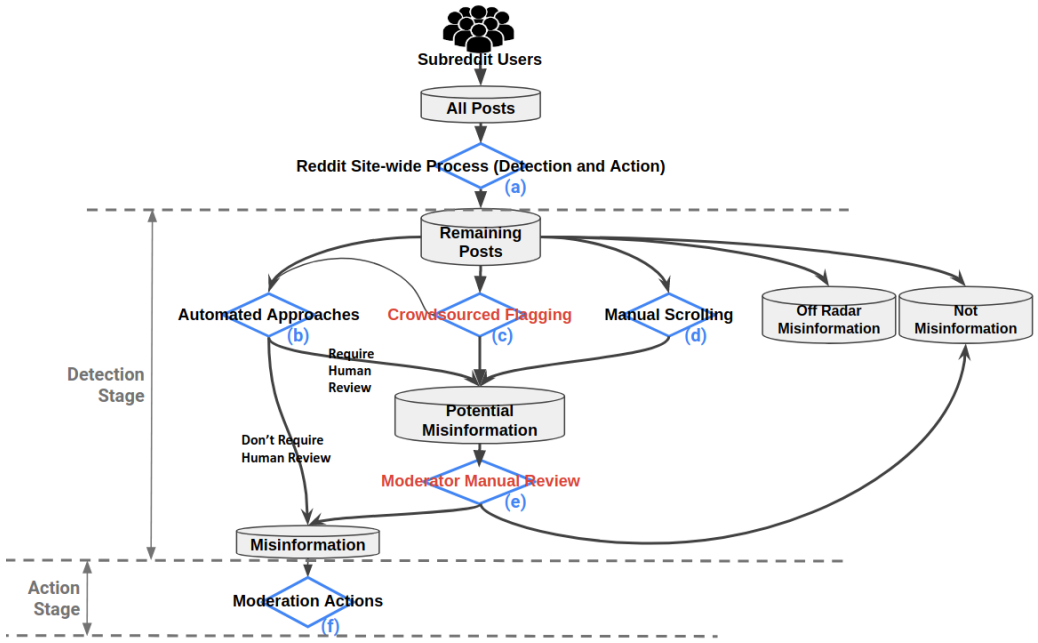 Subreddit Users
All Posts
Reddit Site-wide Process (Detection and Action)
(a)
Remaining
Posts
Automated Approaches
(b)
Crowdsourced Flagging
(c)
Manual Scrolling
(d)
Off Radar
Misinformation
Not
Misinformation
Require
Human
Review
Detection
Stage
Potential
Misinformation
Don't Require
Human Review
Moderator Manual Review
(e)
Misinformation
Action
Stage
Moderation Actions
(f)